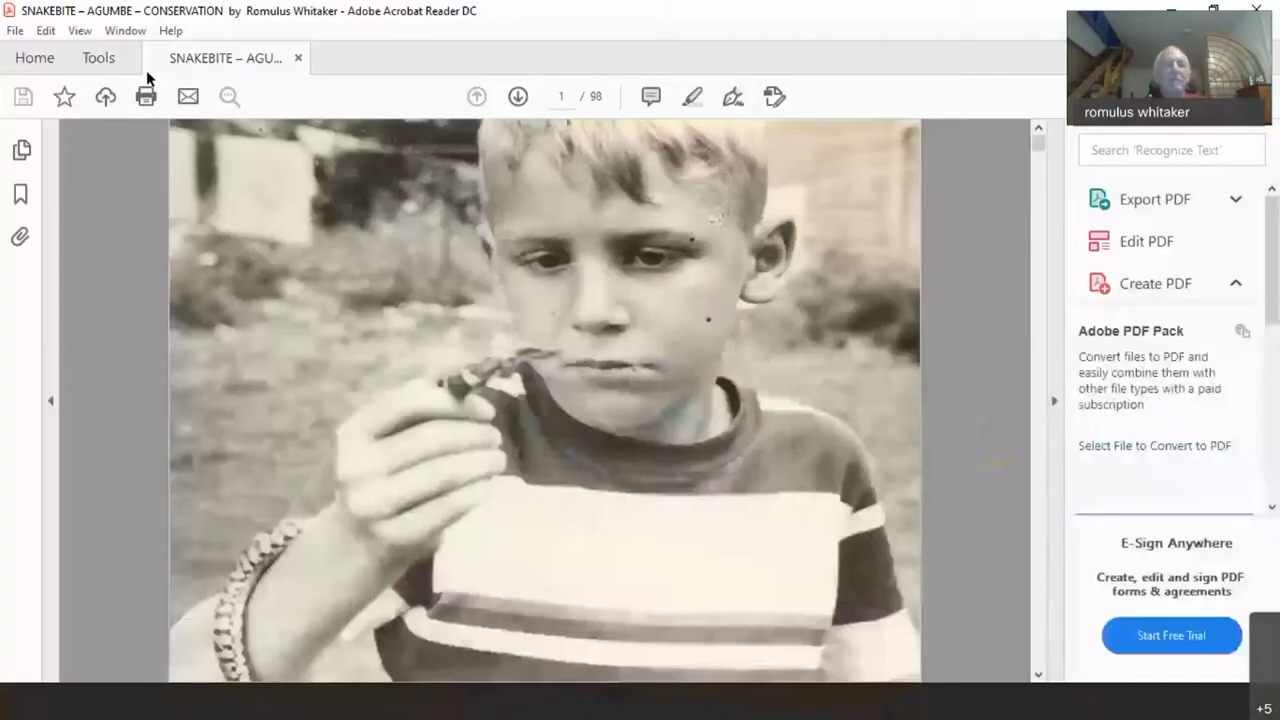 SNAKEBITE – AGUMBE – CONSERVATION by Romulus Whitaker - Adobe Acrobat Reader DC
File Edit View Window Help
Home Tools SNAKEBITE – AGU...
1 / 98
romulus whitaker
Search 'Recognize Text'
Export PDF
Edit PDF
Create PDF
Adobe PDF Pack
Convert files to PDF and
easily combine them with
other file types with a paid
subscription
Select File to Convert to PDF
E-Sign Anywhere
Create, edit and sign PDF
forms & agreements
Start Free Trial
+5